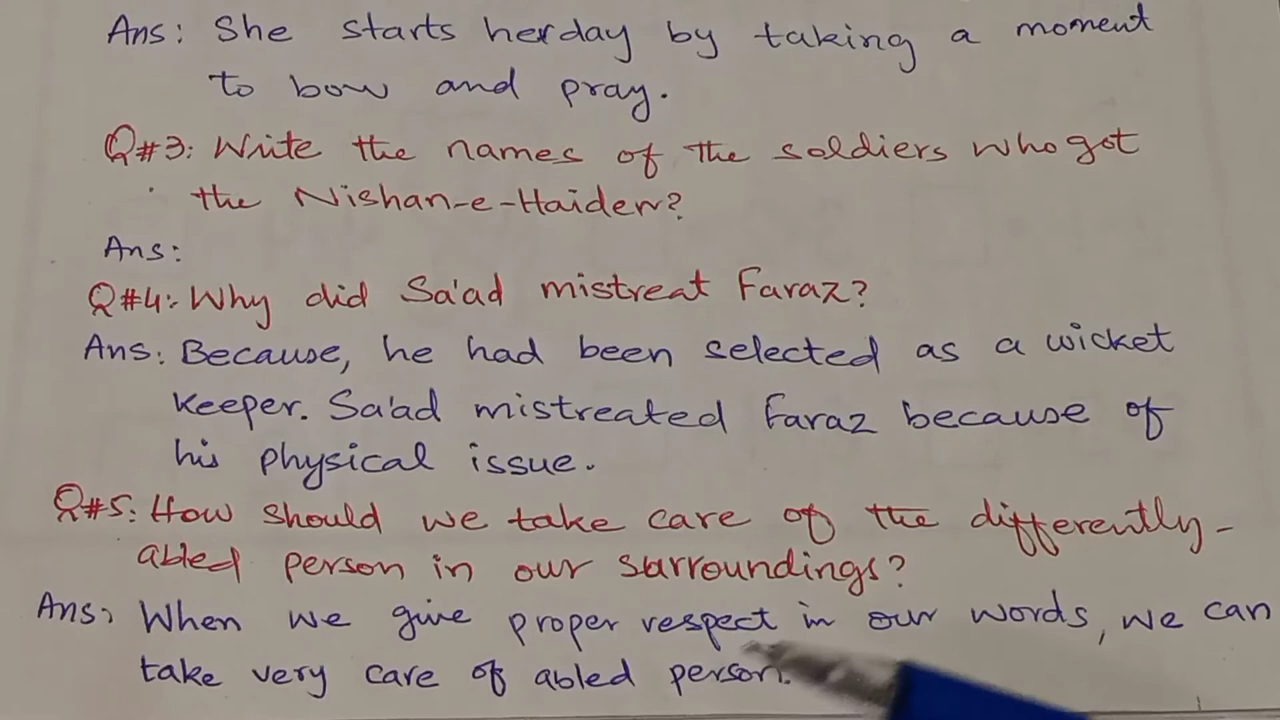 Ans: She starts her day by taking a moment
to bow and pray.
Q#3: Write the names of the soldiers who got
the Nishan-e-Haider?
Ans:
Q#4: Why did Sa'ad mistreat Faraz?
Ans: Because, he had been selected as a wicket
keeper. Sa'ad mistreated Faraz because of
his physical issue.
Q#5: How should we take care of the differently-
abled person in our surroundings?
Ans: When we give proper respect in our words, we can
take very care of abled person.